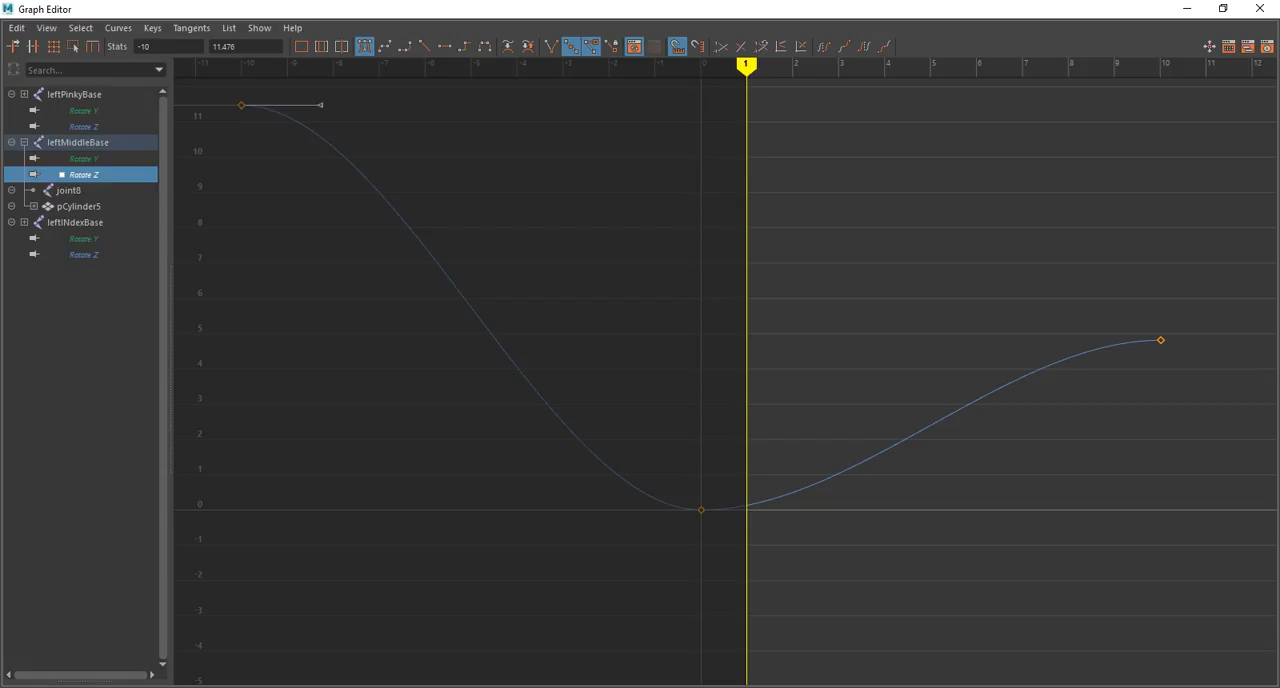 Graph Editor
Edit View Select Curves Keys Tangents List Show Help
Stats -10 11.476
Search...
-11 -10 -9 -8 -7 -6 -5 -4 -3 -2 -1 0 1 2 3 4 5 6 7 8 9 10 11 12
leftPinkyBase
Rotate Y
Rotate Z
leftMiddleBase
Rotate Y
Rotate Z
joint8
pCylinder5
leftINdexBase
Rotate Y
Rotate Z
11
10
9
8
7
6
5
4
3
2
1
0
-1
-2
-3
-4
-5